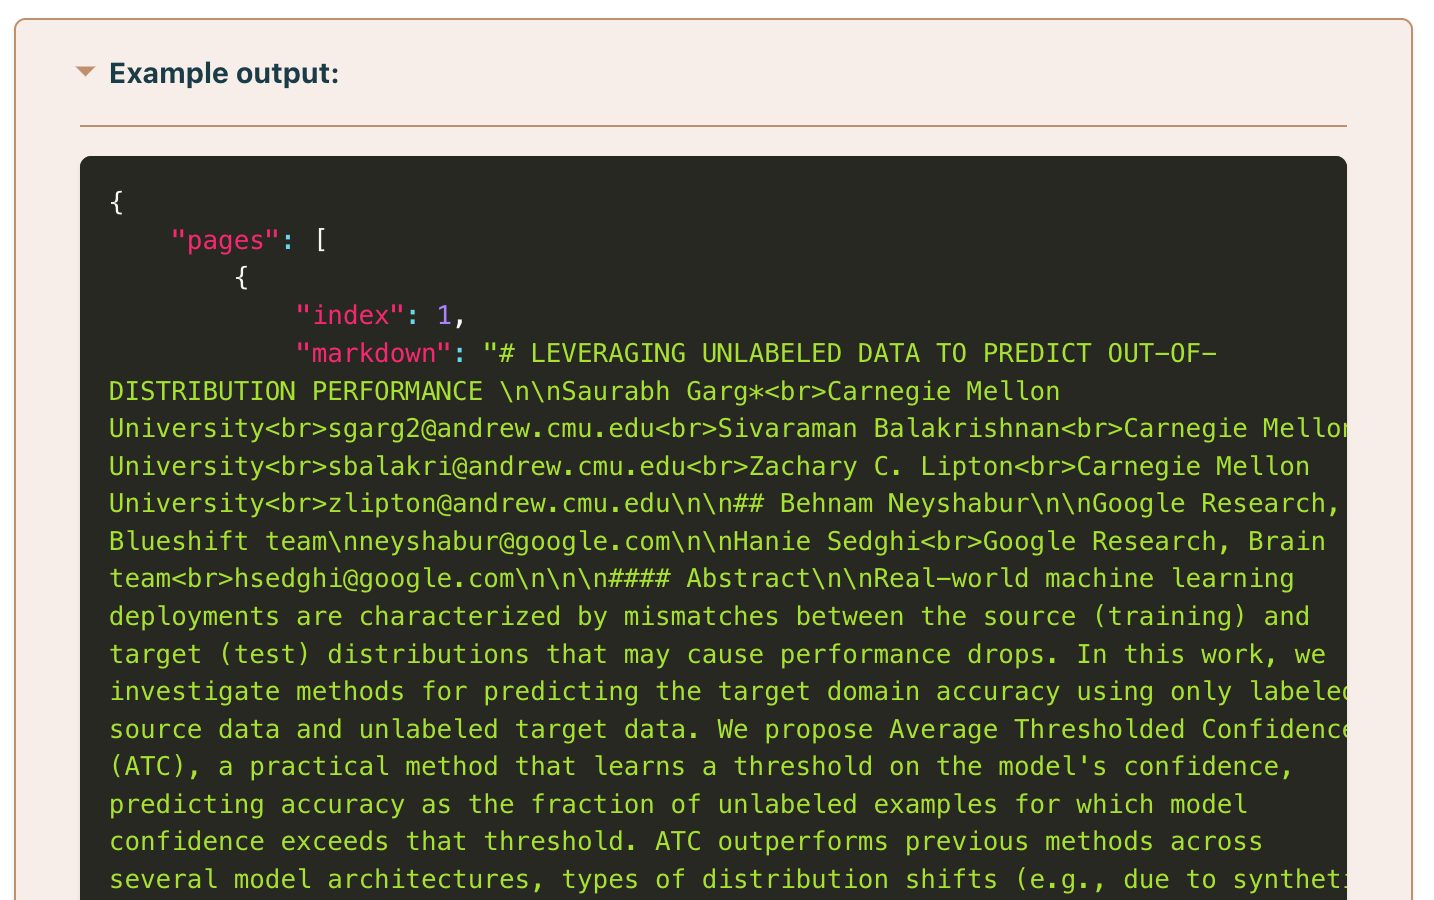 Example output:
{
"pages": [
{
"index": 1,
"markdown": "# LEVERAGING UNLABELED DATA TO PREDICT OUT-OF-
DISTRIBUTION PERFORMANCE \n\nSaurabh Garg*<br>Carnegie Mellon
University<br>sgarg2@andrew.cmu.edu<br>Sivaraman Balakrishnan<br>Carnegie Mellon
University<br>sbalakri@andrew.cmu.edu<br>Zachary C. Lipton<br>Carnegie Mellon
University<br>zlipton@andrew.cmu.edu\n\n## Behnam Neyshabur\n\nGoogle Research,
Blueshift team\nneyshabur@google.com\n\nHanie Sedghi<br>Google Research, Brain
team<br>hsedghi@google.com\n\n\n#### Abstract\n\nReal-world machine learning
deployments are characterized by mismatches between the source (training) and
target (test) distributions that may cause performance drops. In this work, we
investigate methods for predicting the target domain accuracy using only labeled
source data and unlabeled target data. We propose Average Thresholded Confidence
(ATC), a practical method that learns a threshold on the model's confidence,
predicting accuracy as the fraction of unlabeled examples for which model
confidence exceeds that threshold. ATC outperforms previous methods across
several model architectures, types of distribution shifts (e.g., due to syntheti